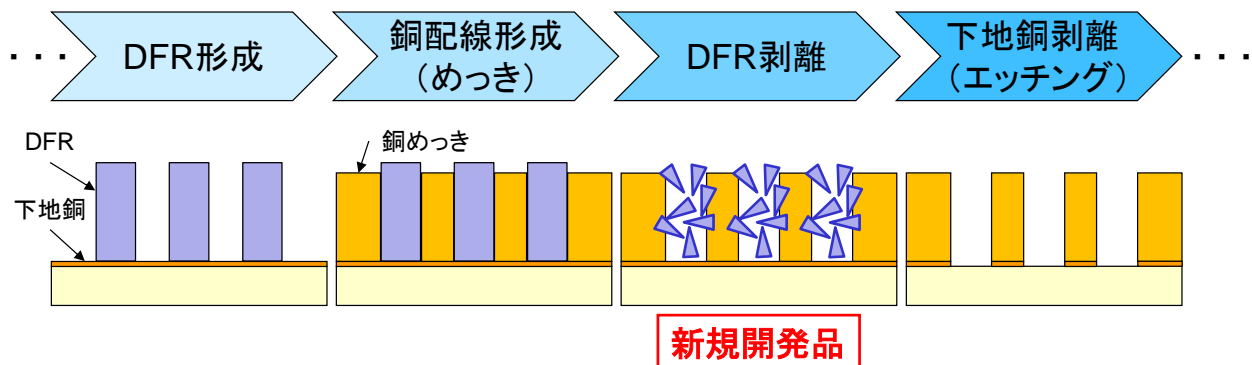 ・・・
DFR形成
銅配線形成
（めっき）
DFR剥離
下地銅剥離
（エッチング）
・・・
DFR
下地銅
銅めっき
新規開発品